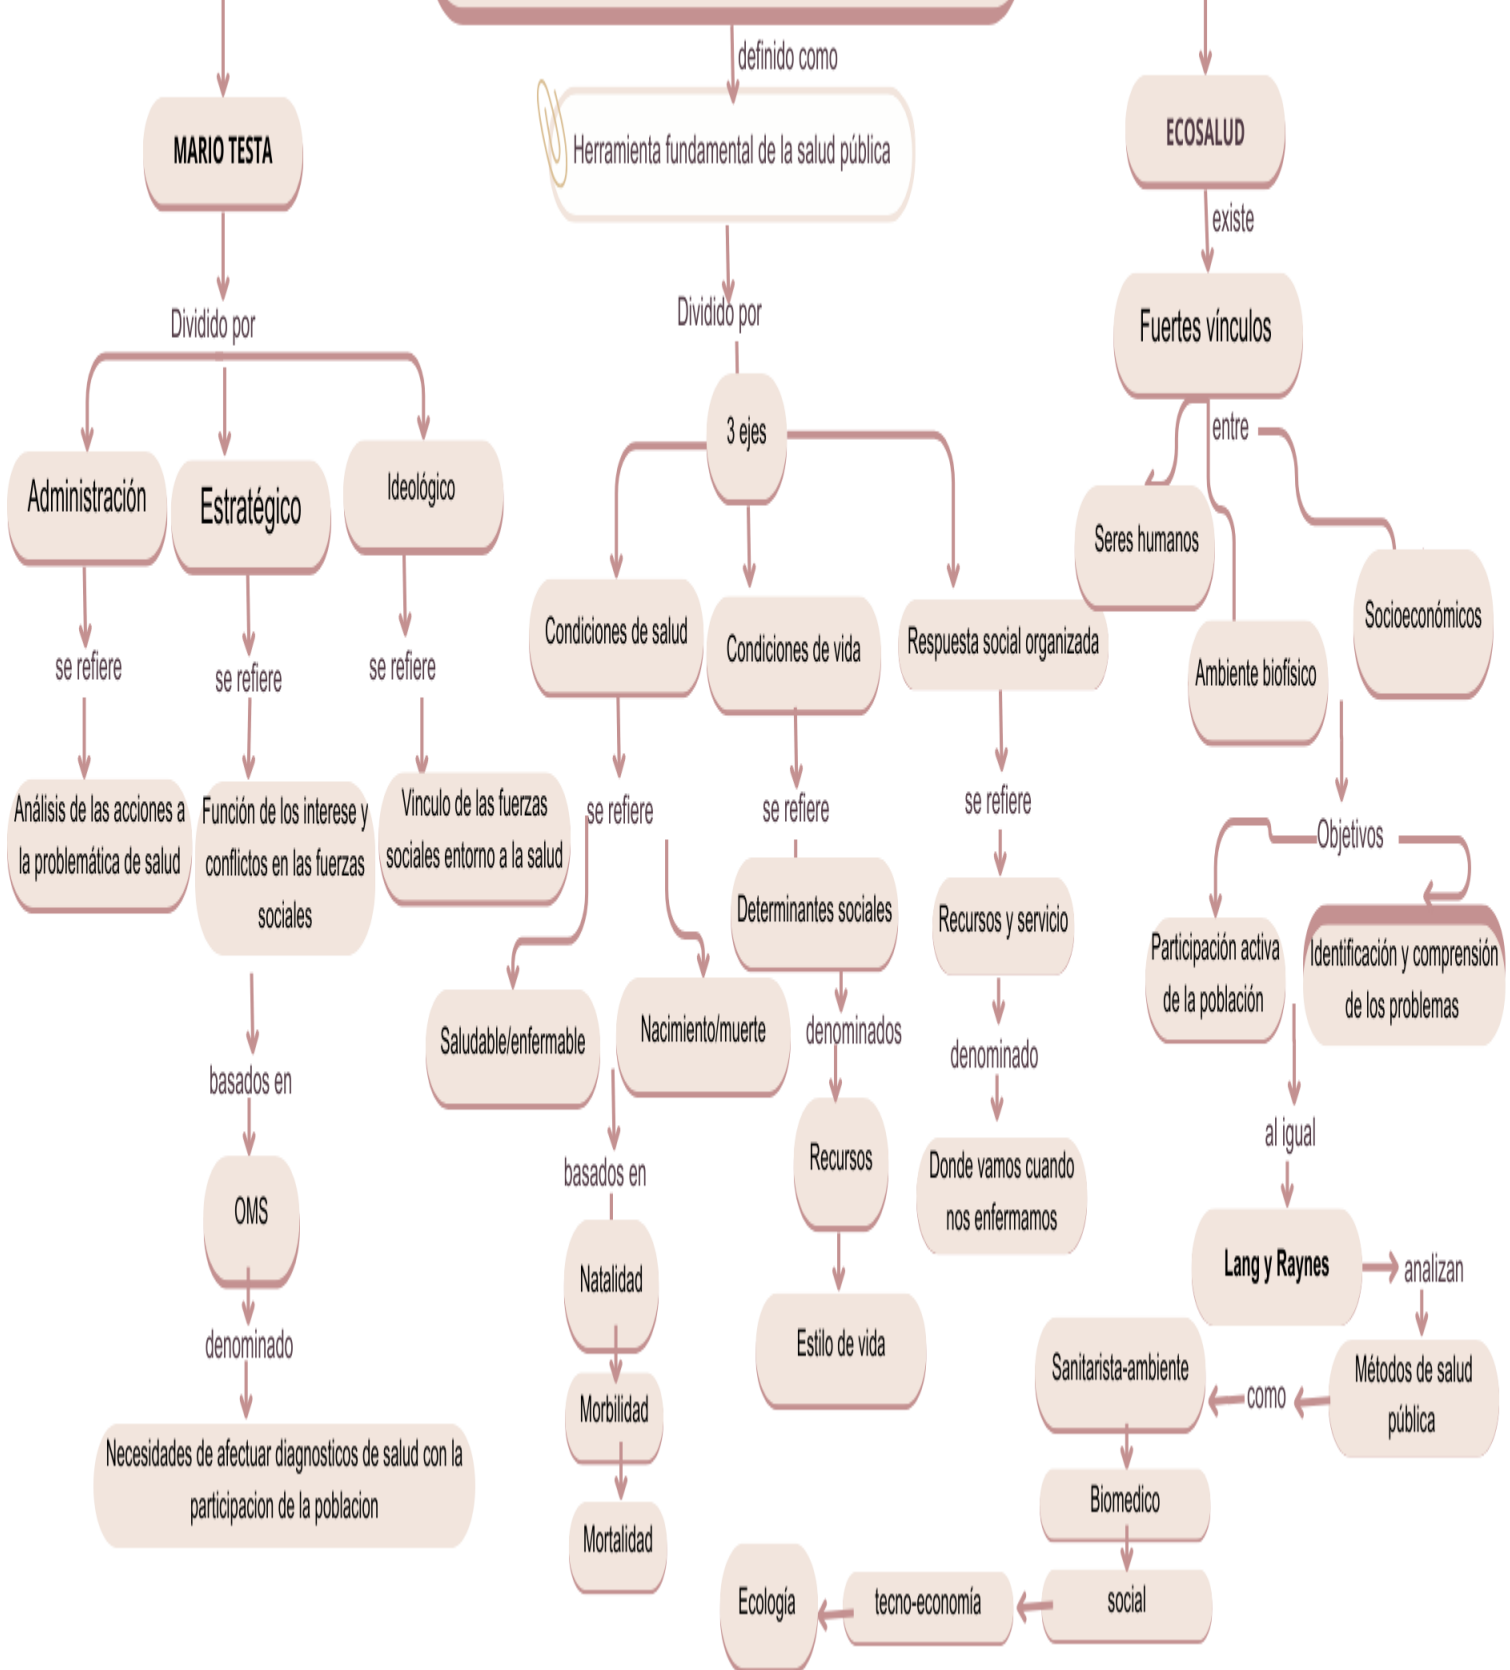 definido como
MARIO TESTA
Herramienta fundamental de la salud pública
ECOSALUD
existe
Dividido por
Dividido por
Fuertes vínculos
entre
3 ejes
Administración
Estratégico
Ideológico
Seres humanos
Socioeconómicos
Ambiente biofísico
Condiciones de salud
Condiciones de vida
Respuesta social organizada
se refiere
se refiere
se refiere
se refiere
se refiere
se refiere
Análisis de las acciones a
la problemática de salud
Función de los interese y
conflictos en las fuerzas
sociales
Vinculo de las fuerzas
sociales entorno a la salud
Objetivos
Determinantes sociales
Recursos y servicio
Participación activa
de la población
Identificación y comprensión
de los problemas
Saludable/enfermable
Nacimiento/muerte
denominados
denominado
basados en
al igual
basados en
Recursos
Donde vamos cuando
nos enfermamos
OMS
Natalidad
Lang y Raynes
analizan
denominado
Estilo de vida
Sanitarista-ambiente
como
Métodos de salud
pública
Morbilidad
Necesidades de afectuar diagnosticos de salud con la
participacion de la poblacion
Biomedico
Mortalidad
Ecología
tecno-economía
social